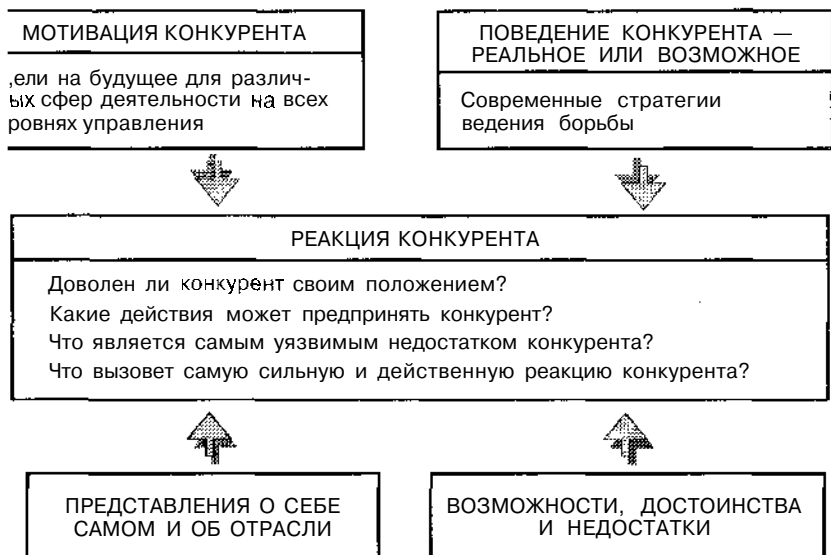 МОТИВАЦИЯ КОНКУРЕНТА
,ели на будущее для различ-
ых сфер деятельности на всех
ровнях управления
ПОВЕДЕНИЕ КОНКУРЕНТА —
РЕАЛЬНОЕ ИЛИ ВОЗМОЖНОЕ
Современные стратегии
ведения борьбы
РЕАКЦИЯ КОНКУРЕНТА
Доволен ли конкурент своим положением?
Какие действия может предпринять конкурент?
Что является самым уязвимым недостатком конкурента?
Что вызовет самую сильную и действенную реакцию конкурента?
ПРЕДСТАВЛЕНИЯ О СЕБЕ
САМОМ И ОБ ОТРАСЛИ
ВОЗМОЖНОСТИ, ДОСТОИНСТВА
И НЕДОСТАТКИ